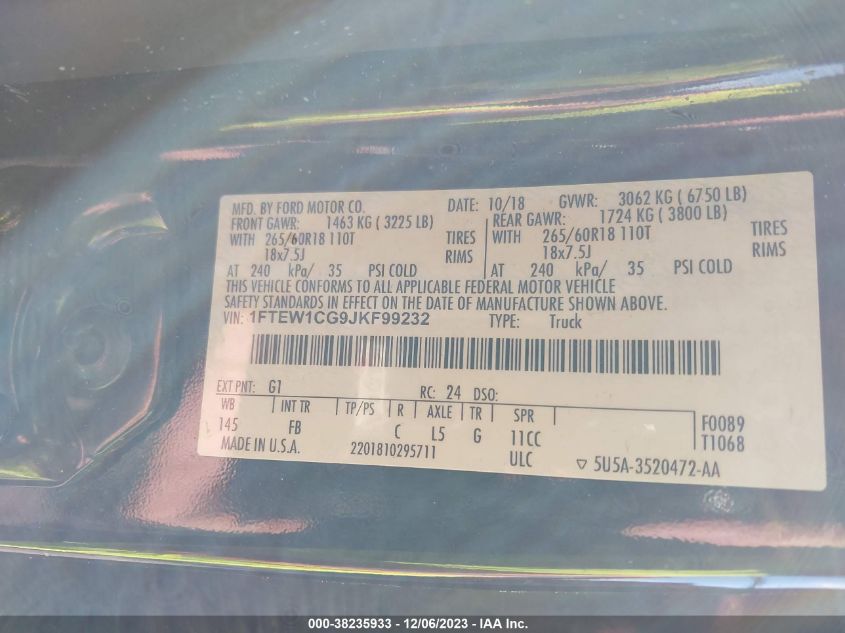 MFD. BY FORD MOTOR CO. DATE: 10/18 GVWR: 3062 KG ( 6750 LB)
FRONT GAWR: 1463 KG ( 3225 LB) REAR GAWR: 1724 KG ( 3800 LB)
WITH 265/60R18 110T TIRES WITH 265/60R18 110T TIRES
18x7.5J RIMS 18x7.5J RIMS
AT 240 kPa/ 35 PSI COLD AT 240 kPa/ 35 PSI COLD
THIS VEHICLE CONFORMS TO ALL APPLICABLE FEDERAL MOTOR VEHICLE
SAFETY STANDARDS IN EFFECT ON THE DATE OF MANUFACTURE SHOWN ABOVE.
VIN: 1FTEW1CG9JKF99232 TYPE: Truck
EXT PNT: G1 RC: 24 DSO:
WB INT TR TP/PS R AXLE TR SPR F0089
145 FB C L5 G 11CC T1068
MADE IN U.S.A. 2201810295711 ULC ▽ 5U5A-3520472-AA
000-38235933 - 12/06/2023 - IAA Inc.